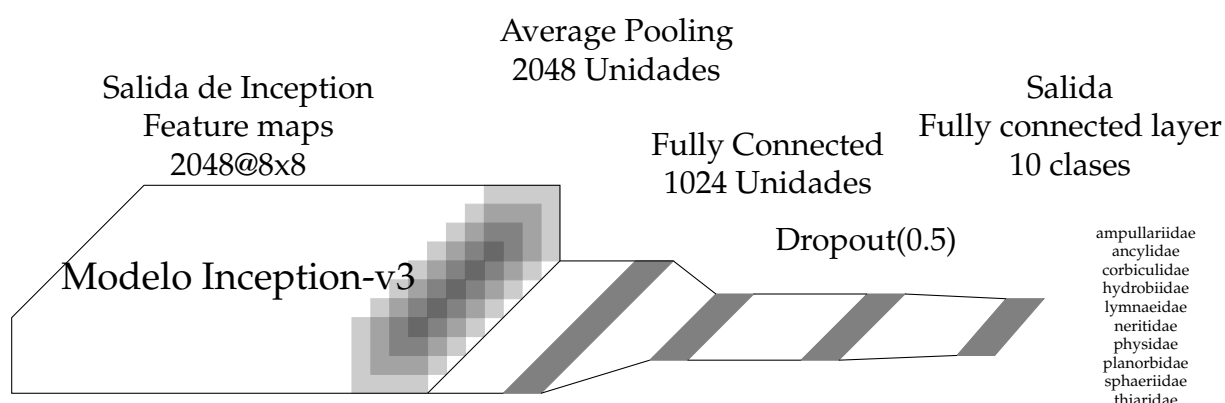 Average Pooling
2048 Unidades
Salida de Inception
Feature maps
2048@8x8
Fully Connected
1024 Unidades
Salida
Fully connected layer
10 clases
Dropout(0.5)
Modelo Inception-v3
ampullariidae
ancylidae
corbiculidae
hydrobiidae
lymnaeidae
neritidae
physidae
planorbidae
sphaeriidae
thiaridae